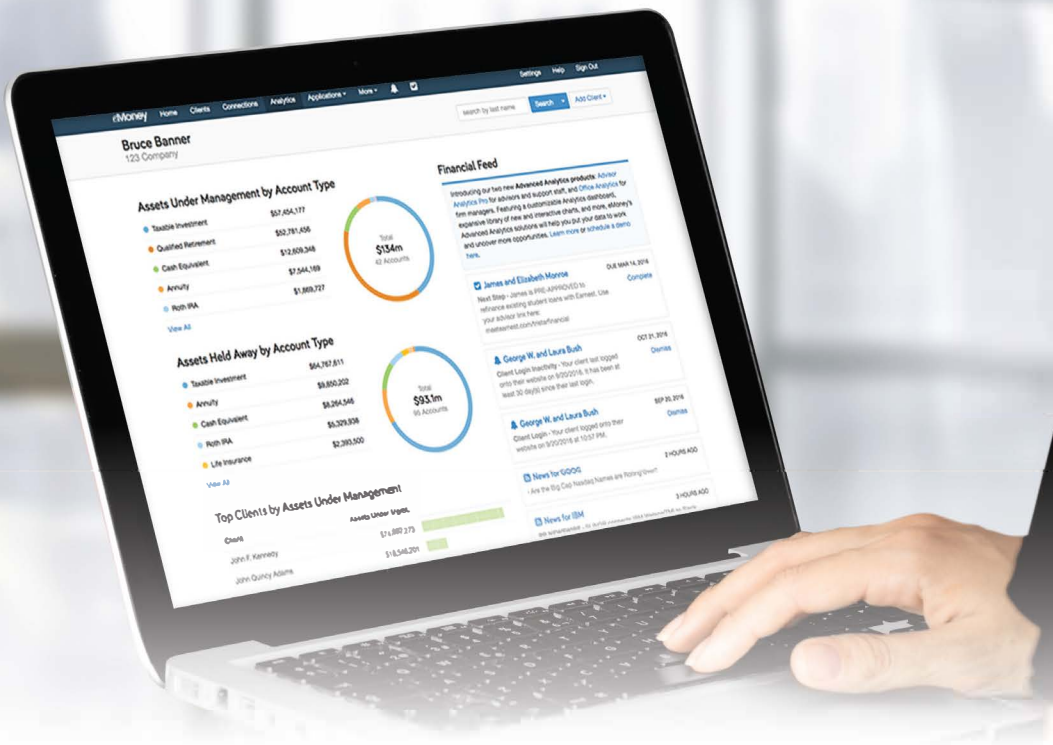 eMoney Home Clients Connections Analytics Applications More Settings Help Sign Out
Bruce Banner
123 Company
search by last name Search Add Client
Assets Under Management by Account Type
Taxable Investment $57,454,177
Qualified Retirement $52,781,456
Cash Equivalent $12,609,348
Annuity $7,544,169
Roth IRA $1,869,727
View All
Total
$134m
42 Accounts
Assets Held Away by Account Type
Taxable Investment $64,767,611
Annuity $9,850,202
Cash Equivalent $8,264,546
Roth IRA $5,329,938
Life Insurance $2,393,500
View All
Total
$93.1m
95 Accounts
Top Clients by Assets Under Management
Client Assets Under Mgmt.
John F. Kennedy
John Quincy Adams $18,546,201
Financial Feed
Introducing our two new Advanced Analytics products: Advisor
Analytics Pro for advisors and support staff, and Office Analytics for
firm managers. Featuring a customizable Analytics dashboard,
expansive library of new and interactive charts, and more, eMoney's
Advanced Analytics solutions will help you put your data to work
and uncover more opportunities. Learn more or schedule a demo
here.
James and Elizabeth Monroe DUE MAR 14, 2016
Next Step - James is PRE-APPROVED to Complete
refinance existing student loans with Earnest. Use
your advisor link here:
meetearnest.com/tristarfinancial
George W. and Laura Bush OCT 21, 2016
Client Login Inactivity - Your client last logged Dismiss
onto their website on 9/20/2016. It has been at
least 30 day(s) since their last login.
George W. and Laura Bush SEP 20, 2016
Client Login - Your client logged onto their Dismiss
website on 9/20/2016 at 10:57 PM.
News for GOOG 2 HOURS AGO
- Are the Big Cap Nasdaq Names are Rolling Over?
News for IBM 3 HOURS AGO